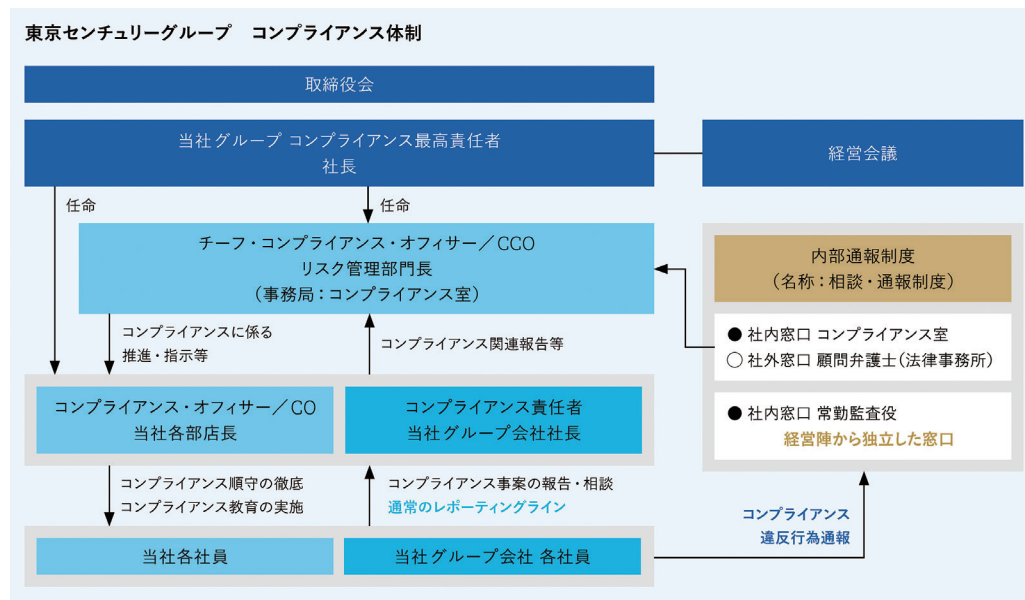 東京センチュリーグループ　コンプライアンス体制
取締役会
当社グループ コンプライアンス最高責任者
社長
経営会議
任命
任命
チーフ・コンプライアンス・オフィサー／CCO
リスク管理部門長
（事務局：コンプライアンス室）
内部通報制度
（名称：相談・通報制度）
● 社内窓口 コンプライアンス室
○ 社外窓口 顧問弁護士（法律事務所）
● 社内窓口 常勤監査役
経営陣から独立した窓口
コンプライアンスに係る
推進・指示等
コンプライアンス関連報告等
コンプライアンス・オフィサー／CO
当社各部店長
コンプライアンス責任者
当社グループ会社社長
コンプライアンス順守の徹底
コンプライアンス教育の実施
コンプライアンス事案の報告・相談
通常のレポーティングライン
コンプライアンス
違反行為通報
当社各社員
当社グループ会社 各社員